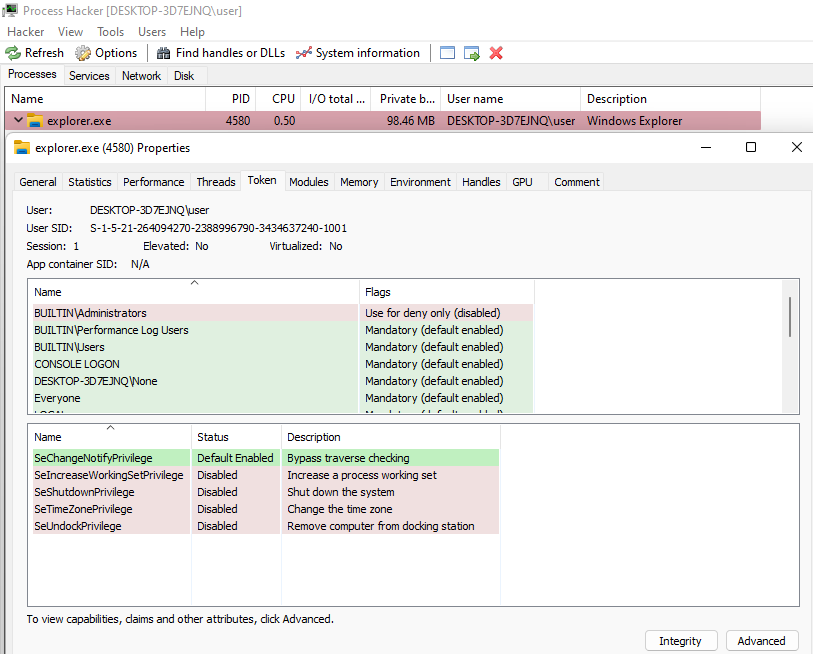 Process Hacker [DESKTOP-3D7EJNQ\user]
Hacker View Tools Users Help
Refresh Options Find handles or DLLs System information
Processes Services Network Disk
Name PID CPU I/O total ... Private b... User name Description
explorer.exe 4580 0.50 98.46 MB DESKTOP-3D7EJNQ\user Windows Explorer
explorer.exe (4580) Properties
General Statistics Performance Threads Token Modules Memory Environment Handles GPU Comment
User: DESKTOP-3D7EJNQ\user
User SID: S-1-5-21-264094270-2388996790-3434637240-1001
Session: 1 Elevated: No Virtualized: No
App container SID: N/A
Name Flags
BUILTIN\Administrators Use for deny only (disabled)
BUILTIN\Performance Log Users Mandatory (default enabled)
BUILTIN\Users Mandatory (default enabled)
CONSOLE LOGON Mandatory (default enabled)
DESKTOP-3D7EJNQ\None Mandatory (default enabled)
Everyone Mandatory (default enabled)
LOCAL Mandatory (default enabled)
Name Status Description
SeChangeNotifyPrivilege Default Enabled Bypass traverse checking
SeIncreaseWorkingSetPrivilege Disabled Increase a process working set
SeShutdownPrivilege Disabled Shut down the system
SeTimeZonePrivilege Disabled Change the time zone
SeUndockPrivilege Disabled Remove computer from docking station
To view capabilities, claims and other attributes, click Advanced.
Integrity Advanced